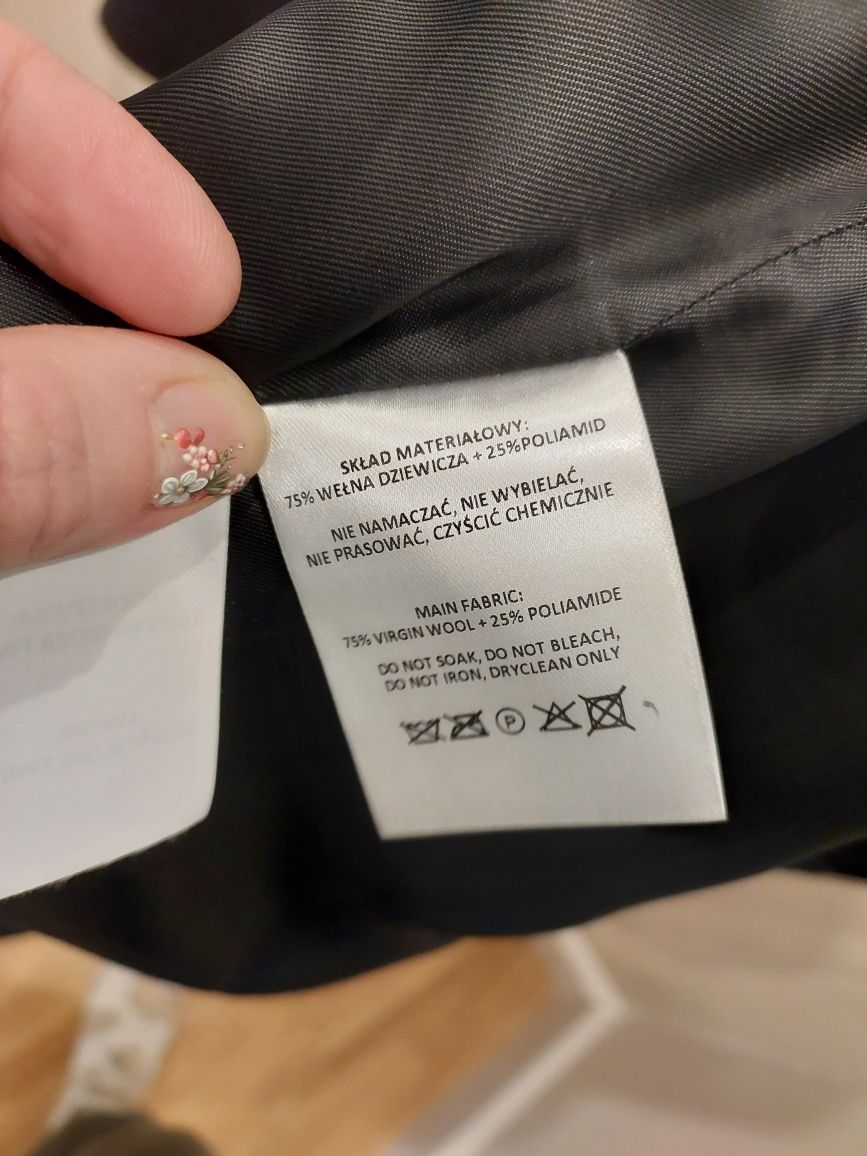 SKŁAD MATERIAŁOWY:
75% WEŁNA DZIEWICZA + 25%POLIAMID
NIE NAMACZAĆ, NIE WYBIELAĆ,
NIE PRASOWAĆ, CZYŚCIĆ CHEMICZNIE
MAIN FABRIC:
75% VIRGIN WOOL + 25% POLIAMIDE
DO NOT SOAK, DO NOT BLEACH,
DO NOT IRON, DRYCLEAN ONLY
P